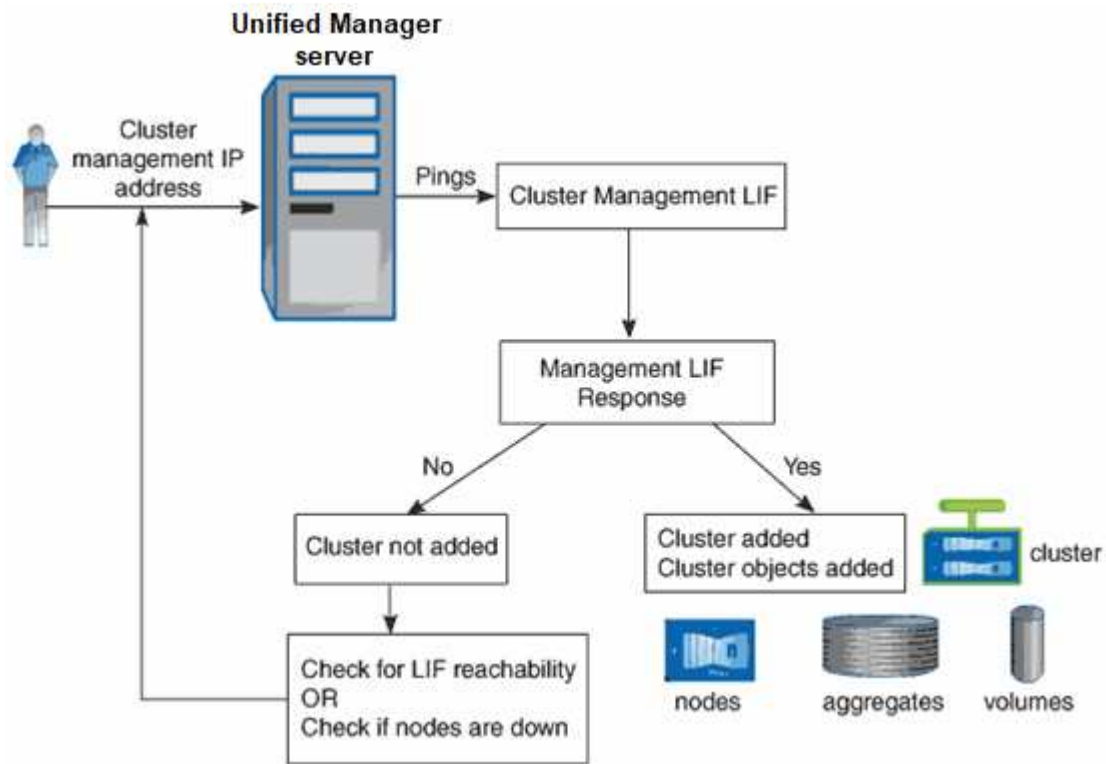 Unified Manager
server
Cluster
management IP
address
Pings
Cluster Management LIF
Management LIF
Response
No
Yes
Cluster not added
Cluster added
Cluster objects added
cluster
Check for LIF reachability
OR
Check if nodes are down
nodes
aggregates
volumes